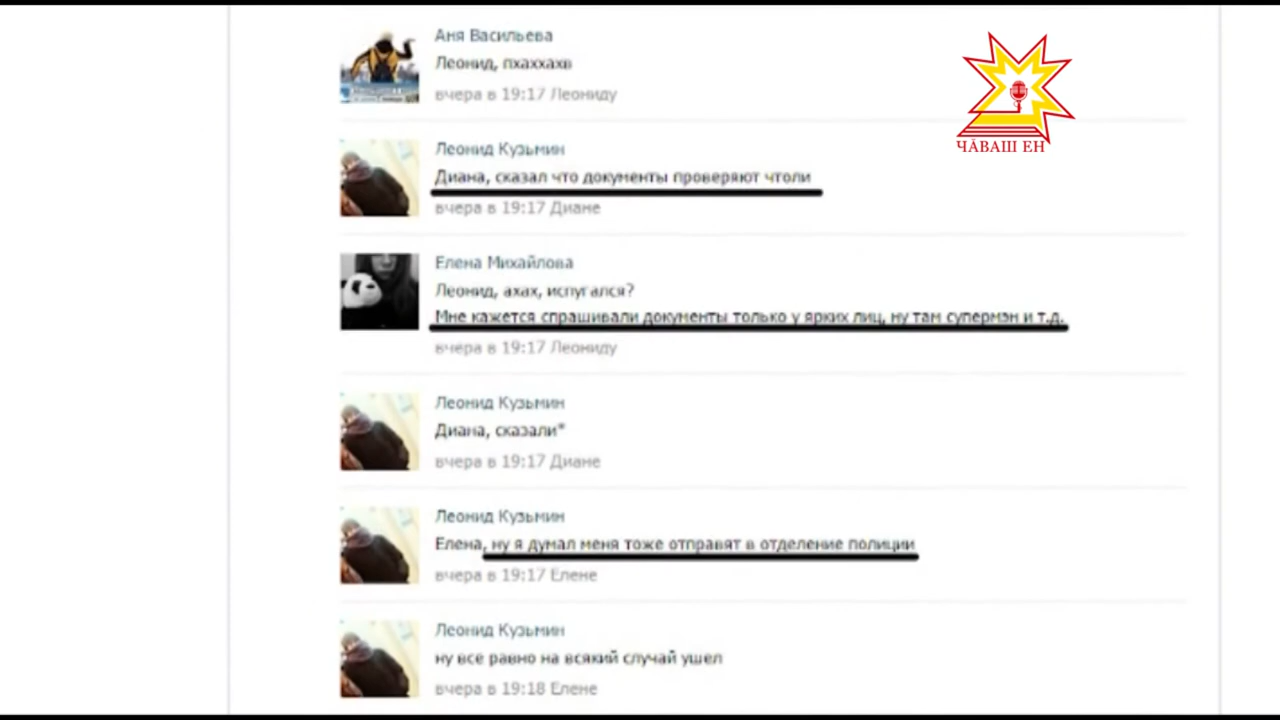 Аня Васильева
Леонид, пхаххахв
вчера в 19:17 Леониду
ЧӐВАШ ЕН
Леонид Кузьмин
Диана, сказал что документы проверяют чтоли
вчера в 19:17 Диане
Елена Михайлова
Леонид, ахах, испугался?
Мне кажется спрашивали документы только у ярких лиц, ну там супермэн и т.д.
вчера в 19:17 Леониду
Леонид Кузьмин
Диана, сказали*
вчера в 19:17 Диане
Леонид Кузьмин
Елена, ну я думал меня тоже отправят в отделение полиции
вчера в 19:17 Елене
Леонид Кузьмин
ну все равно на всякий случай ушел
вчера в 19:18 Елене